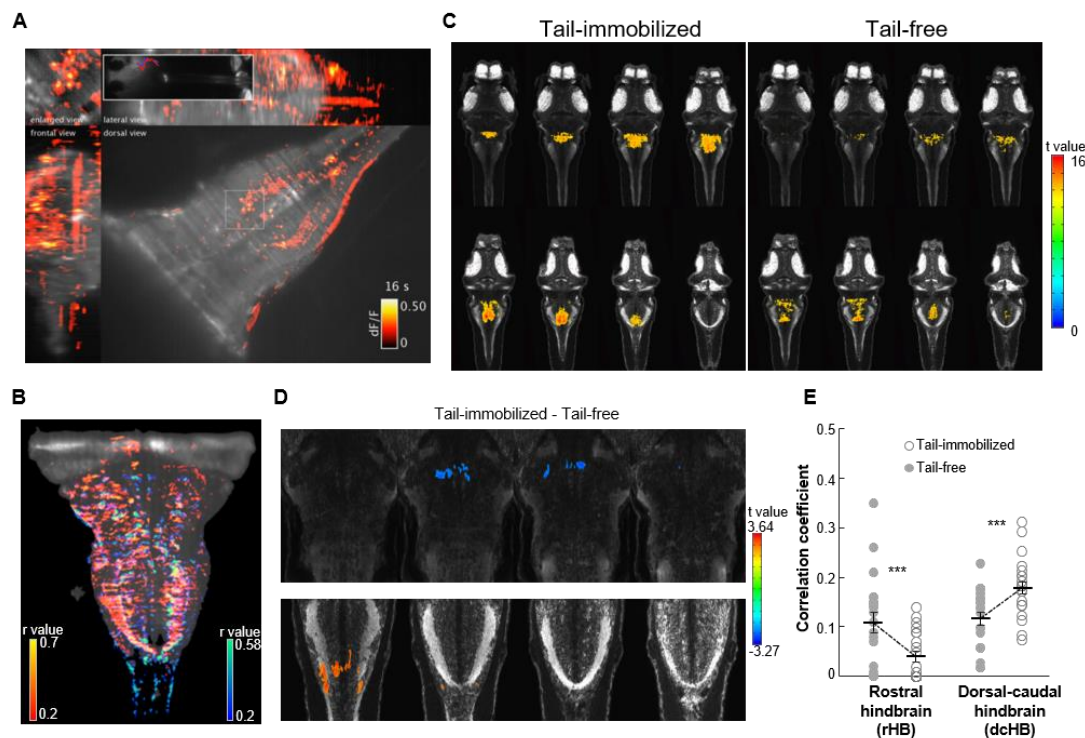 A
enlarged view
lateral view
frontal view
dorsal view
16 s
0.50
dF/F
0
B
r value
0.7
0.2
r value
0.58
0.2
C
Tail-immobilized
Tail-free
t value
16
0
D
Tail-immobilized - Tail-free
t value
3.64
-3.27
E
Tail-immobilized
Tail-free
Correlation coefficient
0.5
0.4
0.3
0.2
0.1
0
***
***
Rostral
hindbrain
(rHB)
Dorsal-caudal
hindbrain
(dcHB)